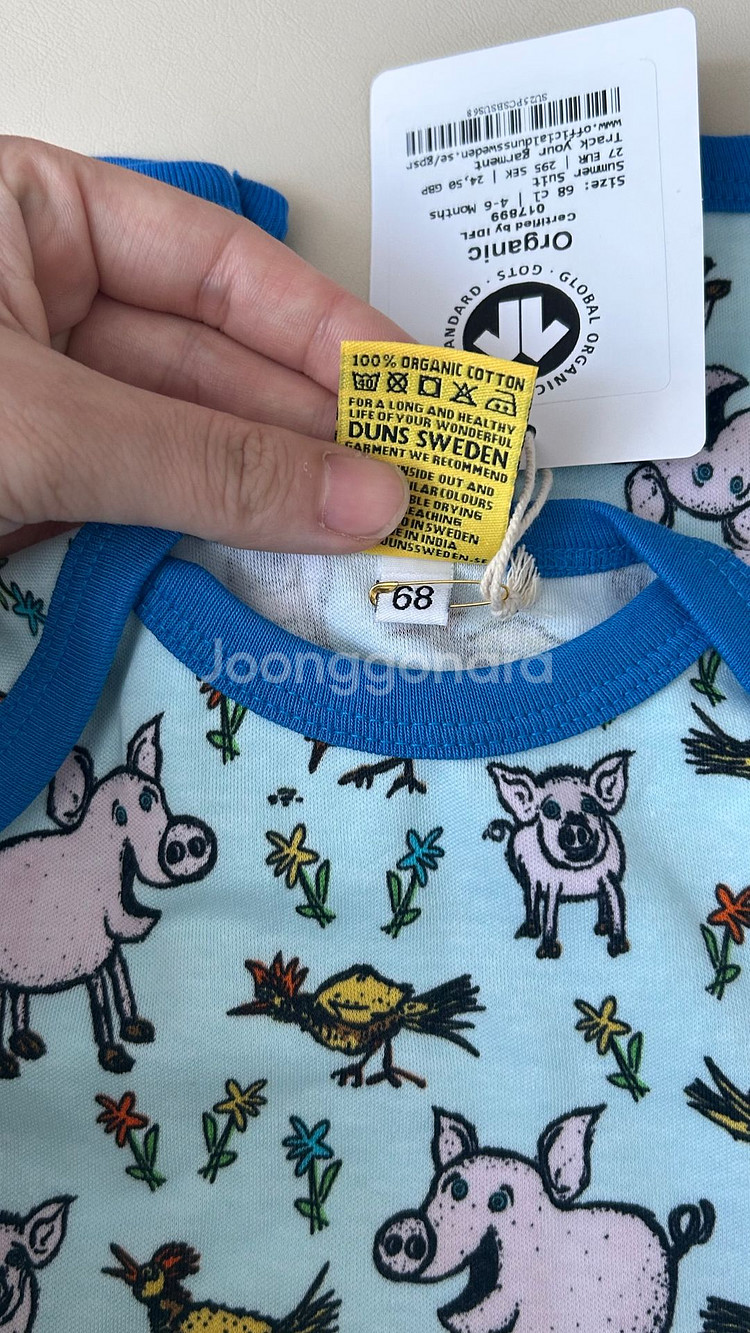 GLOBAL ORGANIC
NDARD · GOTS ·
Organic
Certified by IDFL
017899
Size: 68 cl | 4-6 Months
Summer Suit
27 EUR | 295 SEK | 24,50 GBP
Track your garment
www.officialdunssweden.se/gpsr
SU25PCSBSUS68
100% ORGANIC COTTON
FOR A LONG AND HEALTHY
LIFE OF YOUR WONDERFUL
DUNS SWEDEN
GARMENT WE RECOMMEND
INSIDE OUT AND
ILAR COLOURS
BLE DRYING
EACHING
D IN SWEDEN
E IN INDIA
DUNSSWEDEN.SE
68
Joonggonara